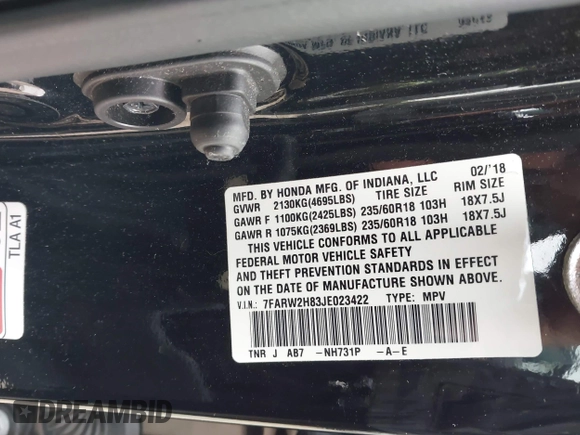 MFD. BY HONDA MFG. OF INDIANA, LLC 02/'18
GVWR 2130KG(4695LBS) TIRE SIZE RIM SIZE
GAWR F 1100KG(2425LBS) 235/60R18 103H 18X7.5J
GAWR R 1075KG(2369LBS) 235/60R18 103H 18X7.5J
THIS VEHICLE CONFORMS TO ALL APPLICABLE
FEDERAL MOTOR VEHICLE SAFETY
AND THEFT PREVENTION STANDARDS IN EFFECT
ON THE DATE OF MANUFACTURE SHOWN ABOVE.
V.I.N.: 7FARW2H83JE023422 TYPE: MPV
TNR J AB7 -NH731P -A-E
TLA A1
DREAMBID